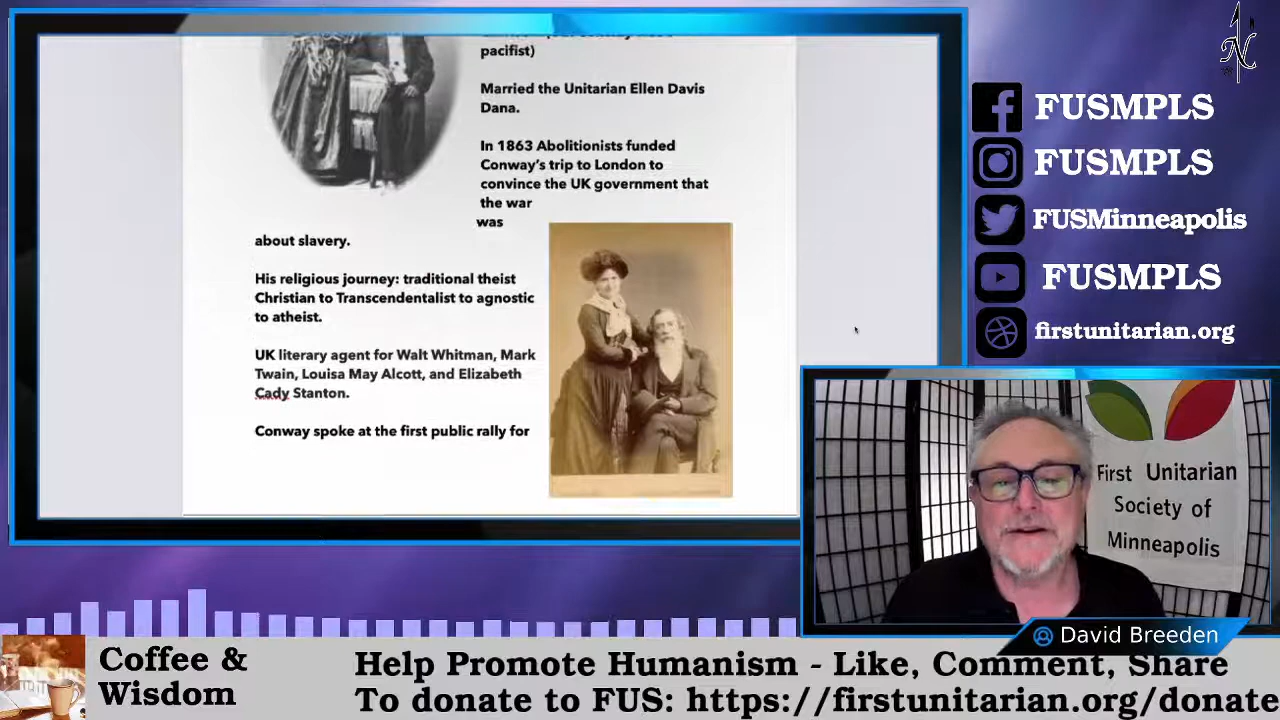 pacifist)
Married the Unitarian Ellen Davis
Dana.
In 1863 Abolitionists funded
Conway's trip to London to
convince the UK government that
the war
was
about slavery.
His religious journey: traditional theist
Christian to Transcendentalist to agnostic
to atheist.
UK literary agent for Walt Whitman, Mark
Twain, Louisa May Alcott, and Elizabeth
Cady Stanton.
Conway spoke at the first public rally for
N
FUSMPLS
FUSMPLS
FUSMinneapolis
FUSMPLS
firstunitarian.org
First Unitarian
Society of
Minneapolis
David Breeden
Coffee &
Wisdom
Help Promote Humanism - Like, Comment, Share
To donate to FUS: https://firstunitarian.org/donate